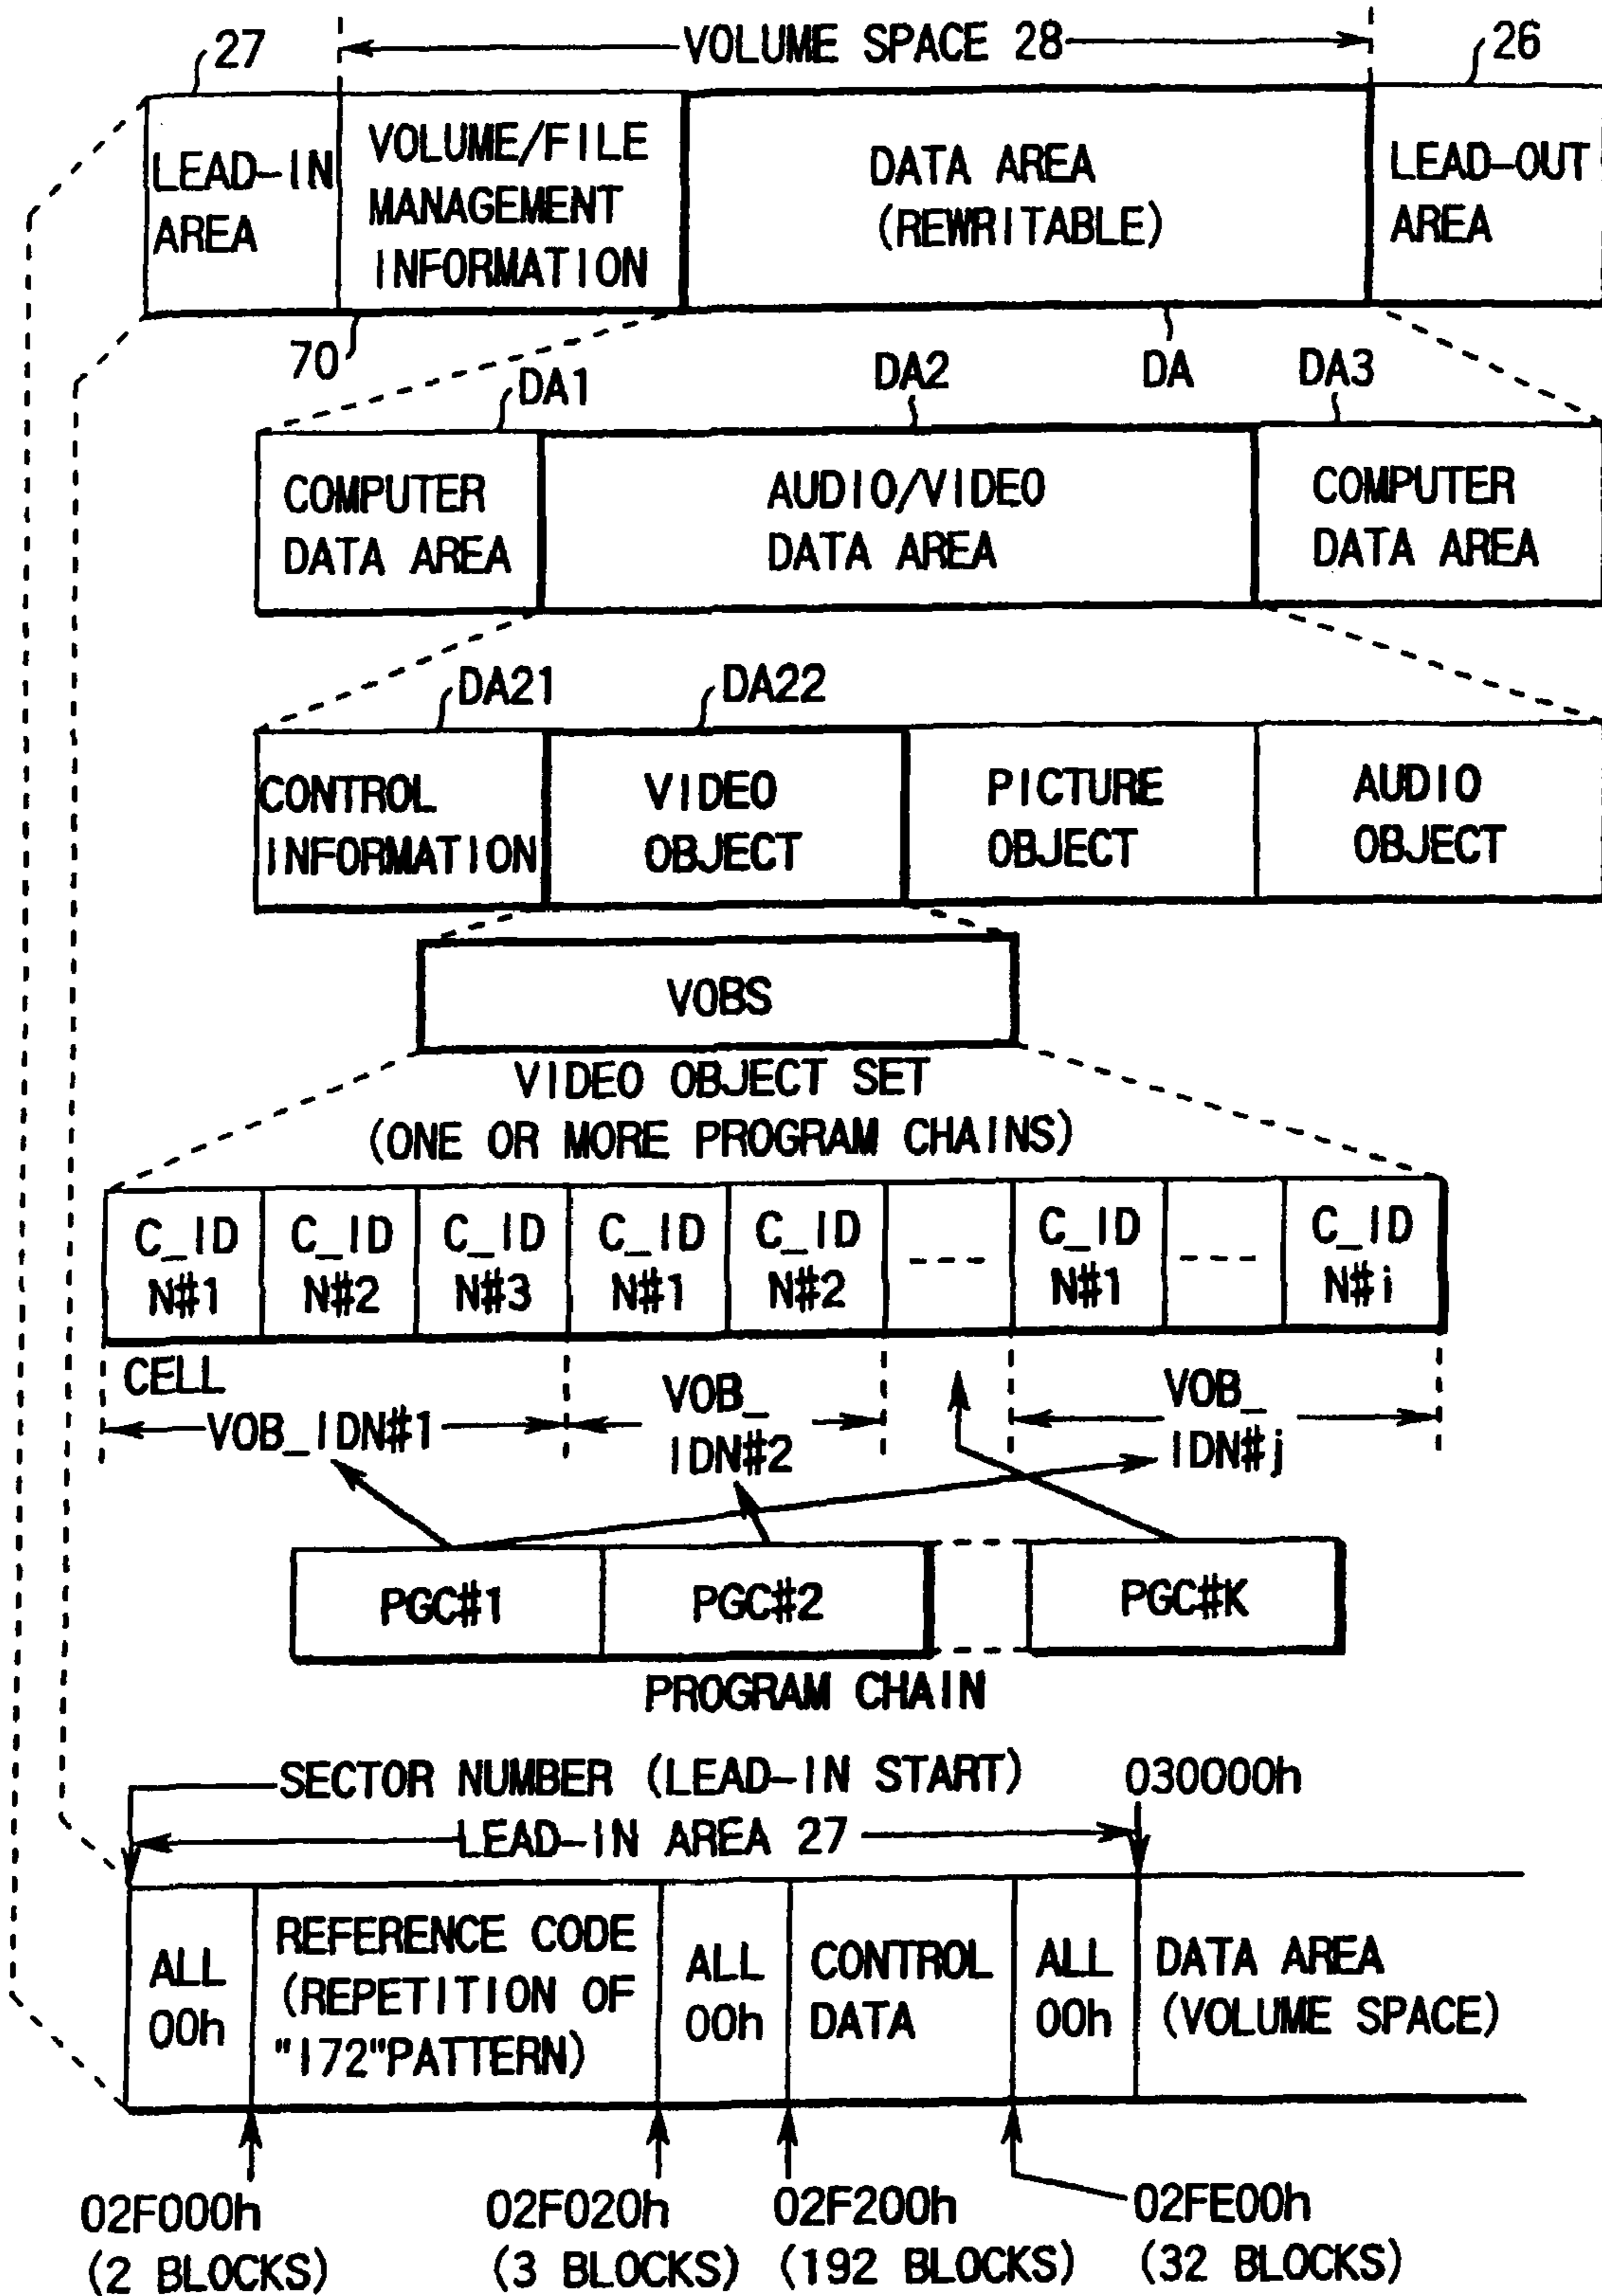 27
VOLUME SPACE 28
26
LEAD-IN
AREA
VOLUME/FILE
MANAGEMENT
INFORMATION
DATA AREA
(REWRITABLE)
LEAD-OUT
AREA
70
DA1
DA2
DA
DA3
COMPUTER
DATA AREA
AUDIO/VIDEO
DATA AREA
COMPUTER
DATA AREA
DA21
DA22
CONTROL
INFORMATION
VIDEO
OBJECT
PICTURE
OBJECT
AUDIO
OBJECT
VOBS
VIDEO OBJECT SET
(ONE OR MORE PROGRAM CHAINS)
C_ID
N#1
C_ID
N#2
C_ID
N#3
C_ID
N#1
C_ID
N#2
----
C_ID
N#1
----
C_ID
N#i
CELL
VOB_IDN#1
VOB_
IDN#2
VOB_
IDN#j
PGC#1
PGC#2
PGC#K
PROGRAM CHAIN
SECTOR NUMBER (LEAD-IN START)
030000h
LEAD-IN AREA 27
ALL
00h
REFERENCE CODE
(REPETITION OF
"172"PATTERN)
ALL
00h
CONTROL
DATA
ALL
00h
DATA AREA
(VOLUME SPACE)
02F000h
(2 BLOCKS)
02F020h
(3 BLOCKS)
02F200h
(192 BLOCKS)
02FE00h
(32 BLOCKS)